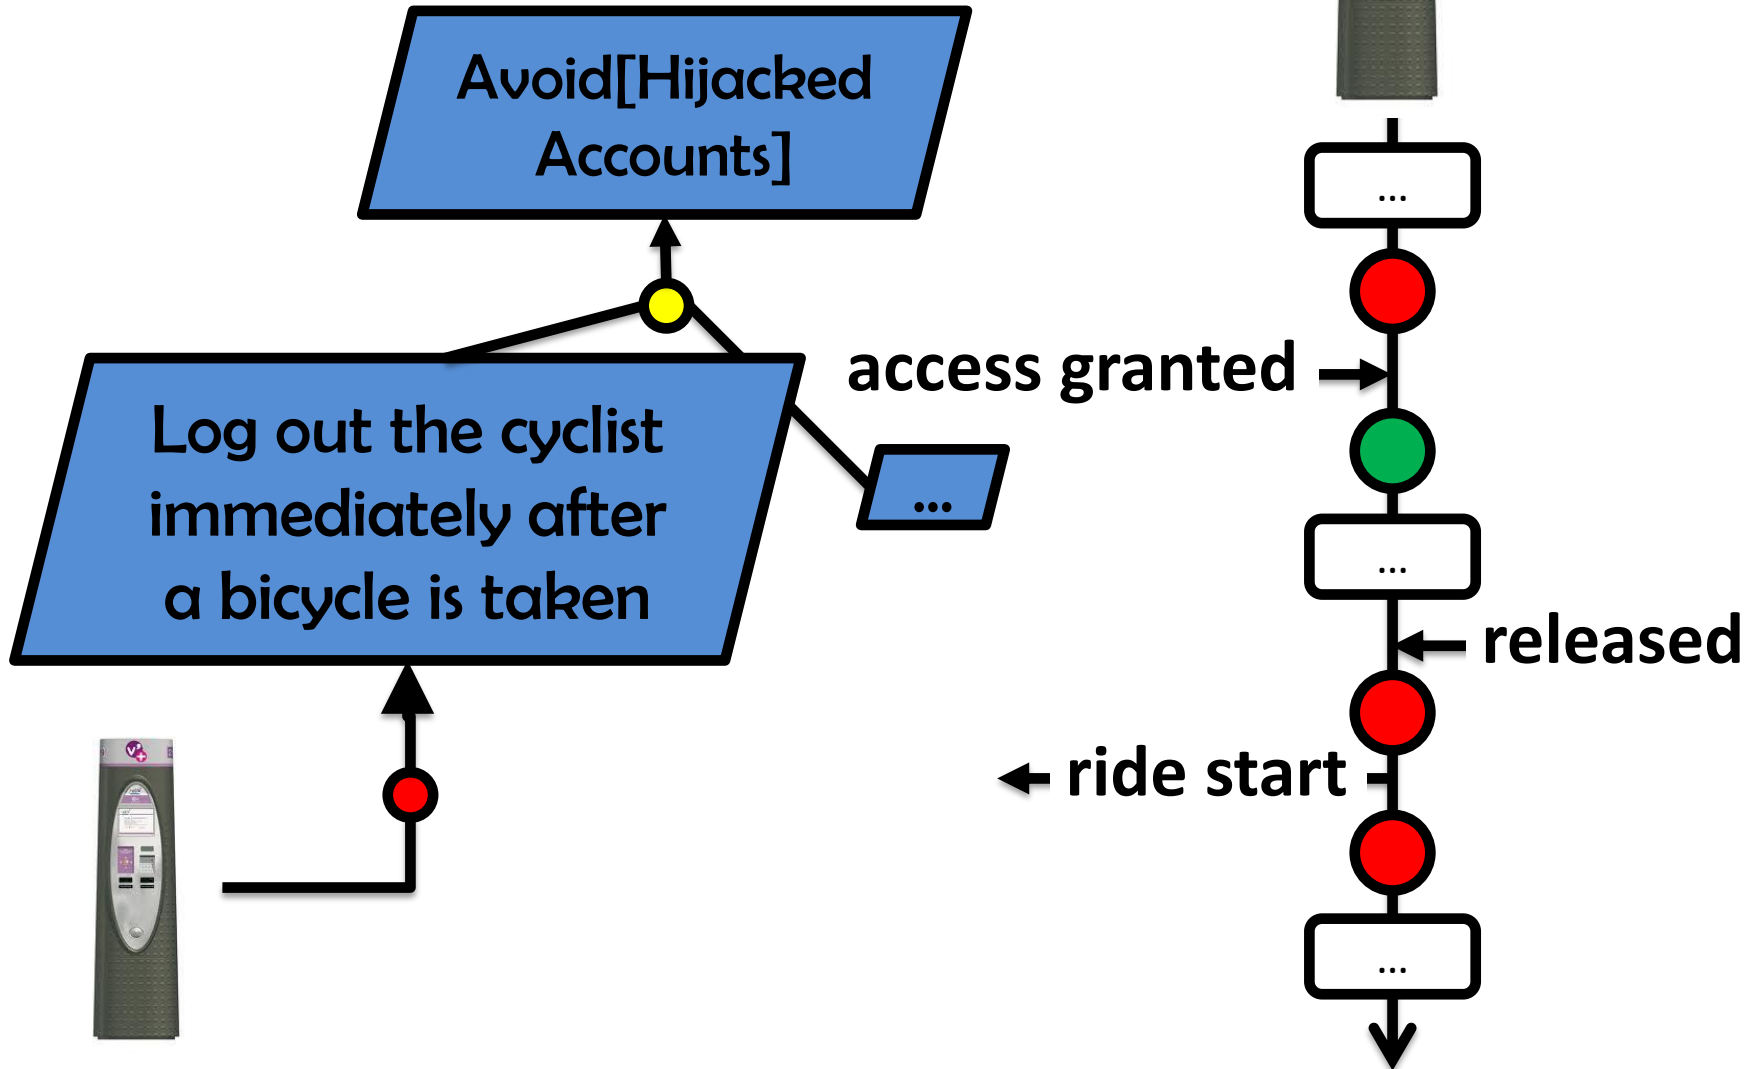 Avoid[Hijacked
Accounts]
Log out the cyclist
immediately after
a bicycle is taken
...
...
access granted
...
released
ride start
...